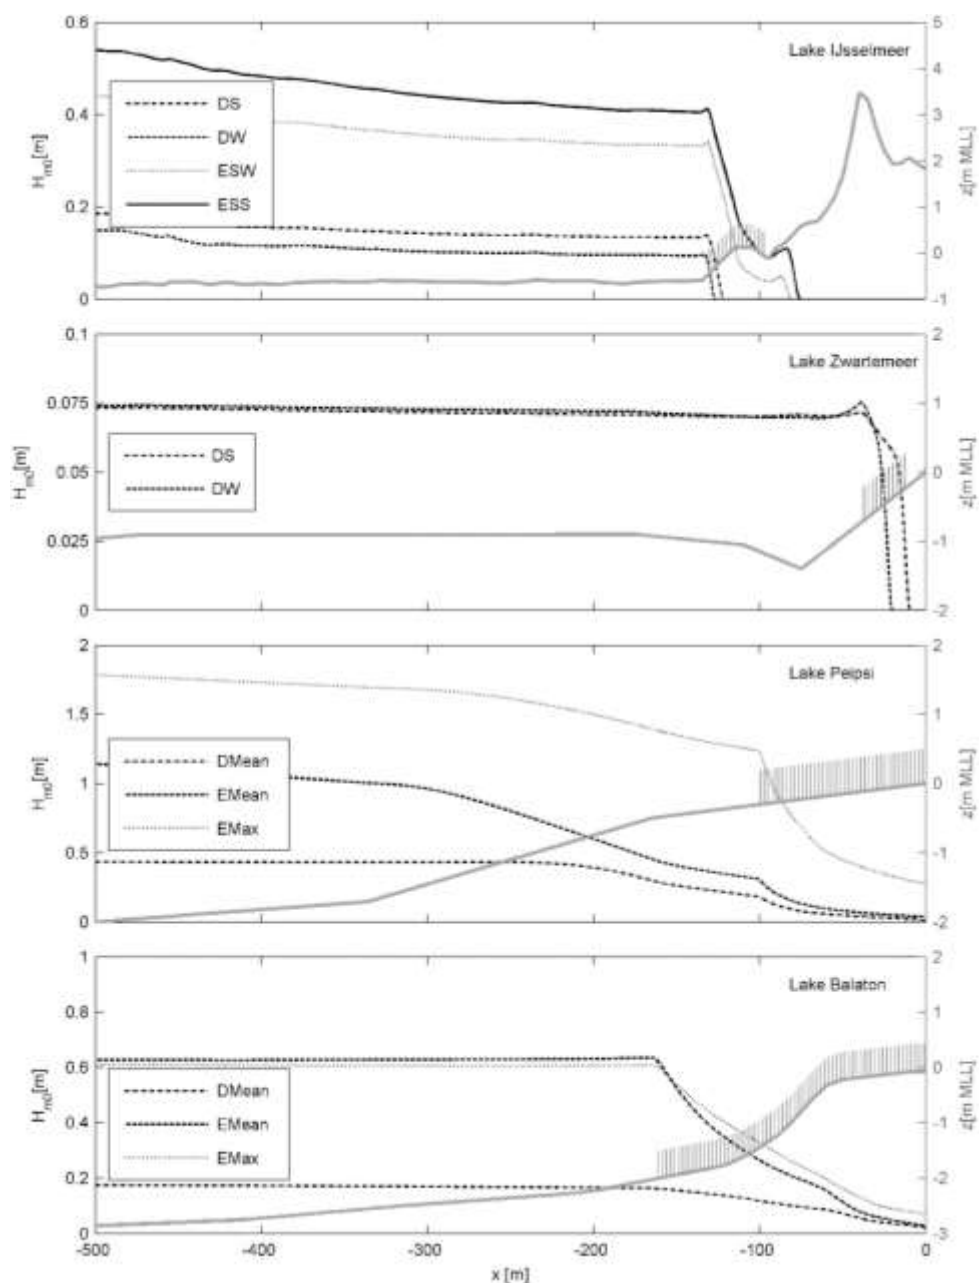 0.6
0.4
0.2
0
H_m0[m]
Lake IJsselmeer
DS
DW
ESW
ESS
5
4
3
2
1
0
-1
z[m MLL]
0.1
0.075
0.05
0.025
0
H_m0[m]
Lake Zwartemeer
DS
DW
2
1
0
-1
-2
z[m MLL]
2
1.5
1
0.5
0
H_m0[m]
Lake Peipsi
DMean
EMean
EMax
2
1
0
-1
-2
z[m MLL]
1
0.8
0.6
0.4
0.2
0
H_m0[m]
Lake Balaton
DMean
EMean
EMax
2
1
0
-1
-2
-3
z[m MLL]
-500
-400
-300
-200
-100
0
x [m]